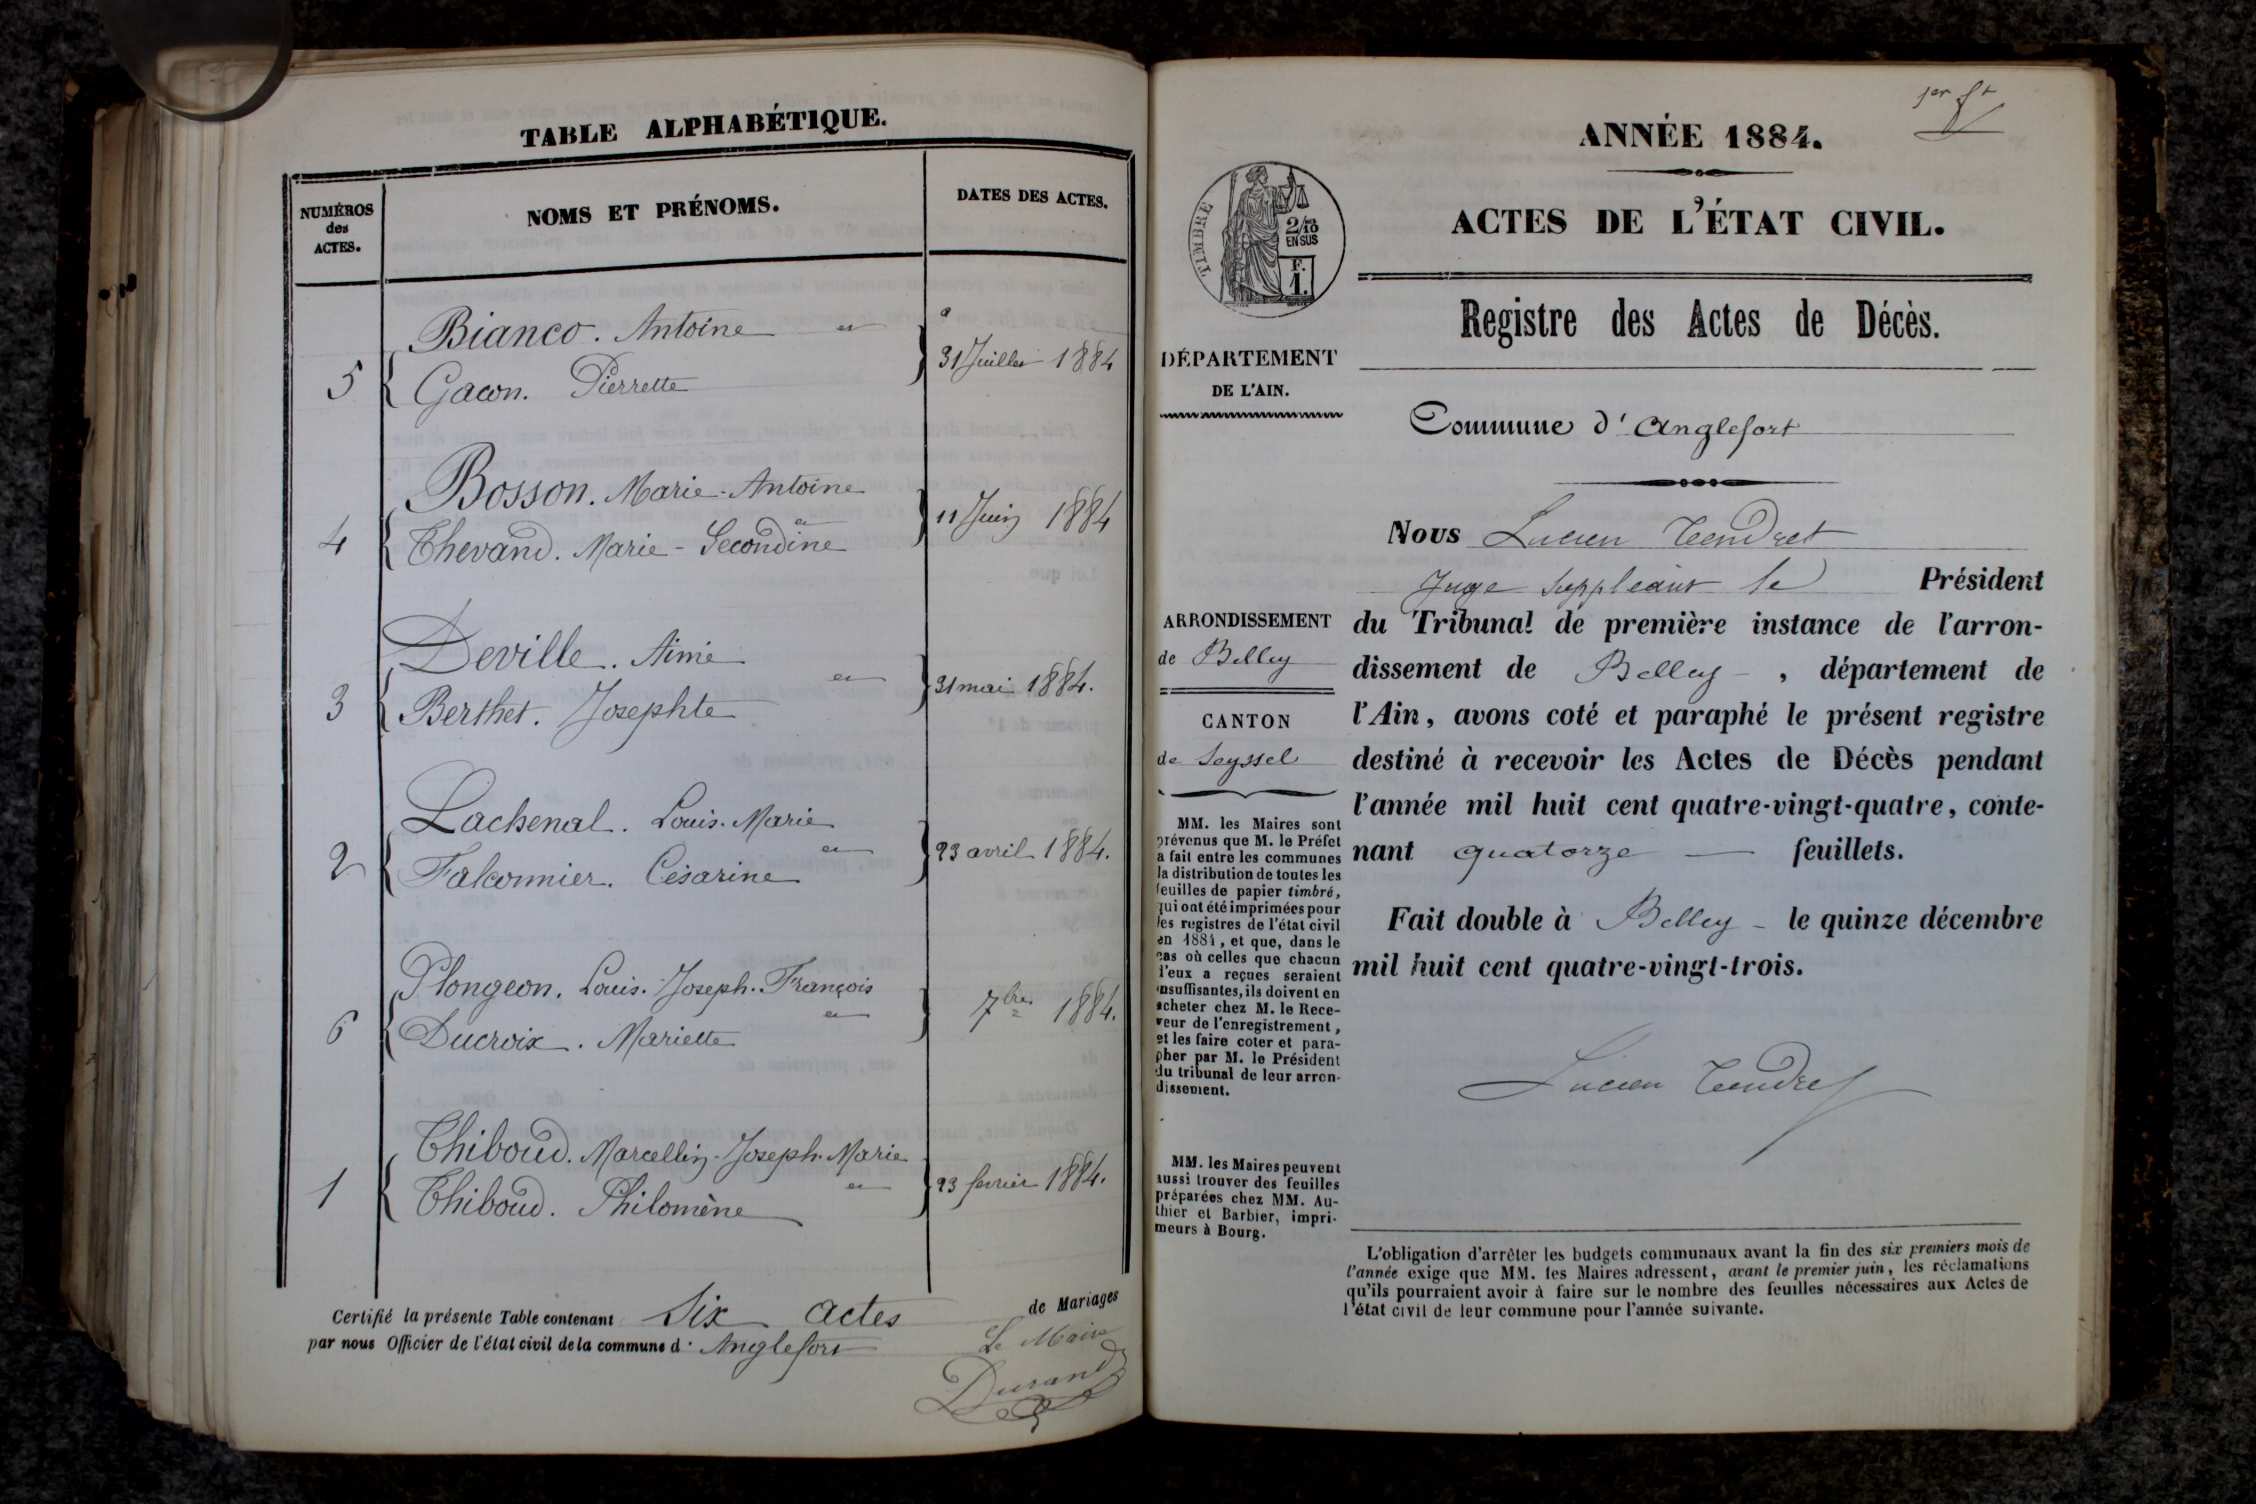 TABLE ALPHABÉTIQUE.
NUMÉROS
des
ACTES.
NOMS ET PRÉNOMS.
DATES DES ACTES.
Bianco. Antoine et
5 { Gacon. Pierrette } 31 Juillet 1884
Bosson. Marie-Antoine
et
4 { Thevand. Marie-Secondine } 11 Juin 1884
Deville. Aimé
et
3 { Berthet. Josephte } 31 mai 1884.
Lachenal. Louis-Marie
et
2 { Falconnier. Césarine } 23 avril 1884.
Plongeon. Louis-Joseph-François
et
6 { Ducroix. Mariette } 7bre 1884.
Thiboud. Marcellin-Joseph-Marie
et
1 { Thiboud. Philomène } 23 fevrier 1884.
Certifié la présente Table contenant Six actes de Mariages
par nous Officier de l'état civil de la commune d' Anglefort
Le Maire
Durand
1er ft
ANNÉE 1884.
ACTES DE L'ÉTAT CIVIL.
TIMBRE
2/10
EN SUS
F.
1.
Registre des Actes de Décès.
DÉPARTEMENT
DE L'AIN.
Commune d'Anglefort
ARRONDISSEMENT
de Belley
CANTON
de Seyssel
MM. les Maires sont
prévenus que M. le Préfet
a fait entre les communes
la distribution de toutes les
feuilles de papier timbré,
qui ont été imprimées pour
les registres de l'état civil
en 1884, et que, dans le
cas où celles que chacun
d'eux a reçues seraient
insuffisantes, ils doivent en
acheter chez M. le Rece-
veur de l'enregistrement,
et les faire coter et para-
pher par M. le Président
du tribunal de leur arron-
dissement.
MM. les Maires peuvent
aussi trouver des feuilles
préparées chez MM. Au-
thier et Barbier, impri-
meurs à Bourg.
Nous Lucien Tendret
Juge suppléant le Président
du Tribunal de première instance de l'arron-
dissement de Belley, département de
l'Ain, avons coté et paraphé le présent registre
destiné à recevoir les Actes de Décès pendant
l'année mil huit cent quatre-vingt-quatre, conte-
nant quatorze feuillets.
Fait double à Belley le quinze décembre
mil huit cent quatre-vingt-trois.
Lucien Tendret
L'obligation d'arrêter les budgets communaux avant la fin des six premiers mois de
l'année exige que MM. les Maires adressent, avant le premier juin, les réclamations
qu'ils pourraient avoir à faire sur le nombre des feuilles nécessaires aux Actes de
l'état civil de leur commune pour l'année suivante.